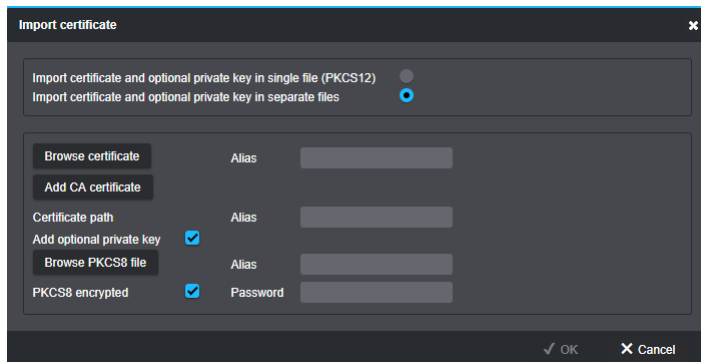 Import certificate
Import certificate and optional private key in single file (PKCS12)
Import certificate and optional private key in separate files
Browse certificate Alias
Add CA certificate
Certificate path Alias
Add optional private key
Browse PKCS8 file Alias
PKCS8 encrypted Password
OK Cancel